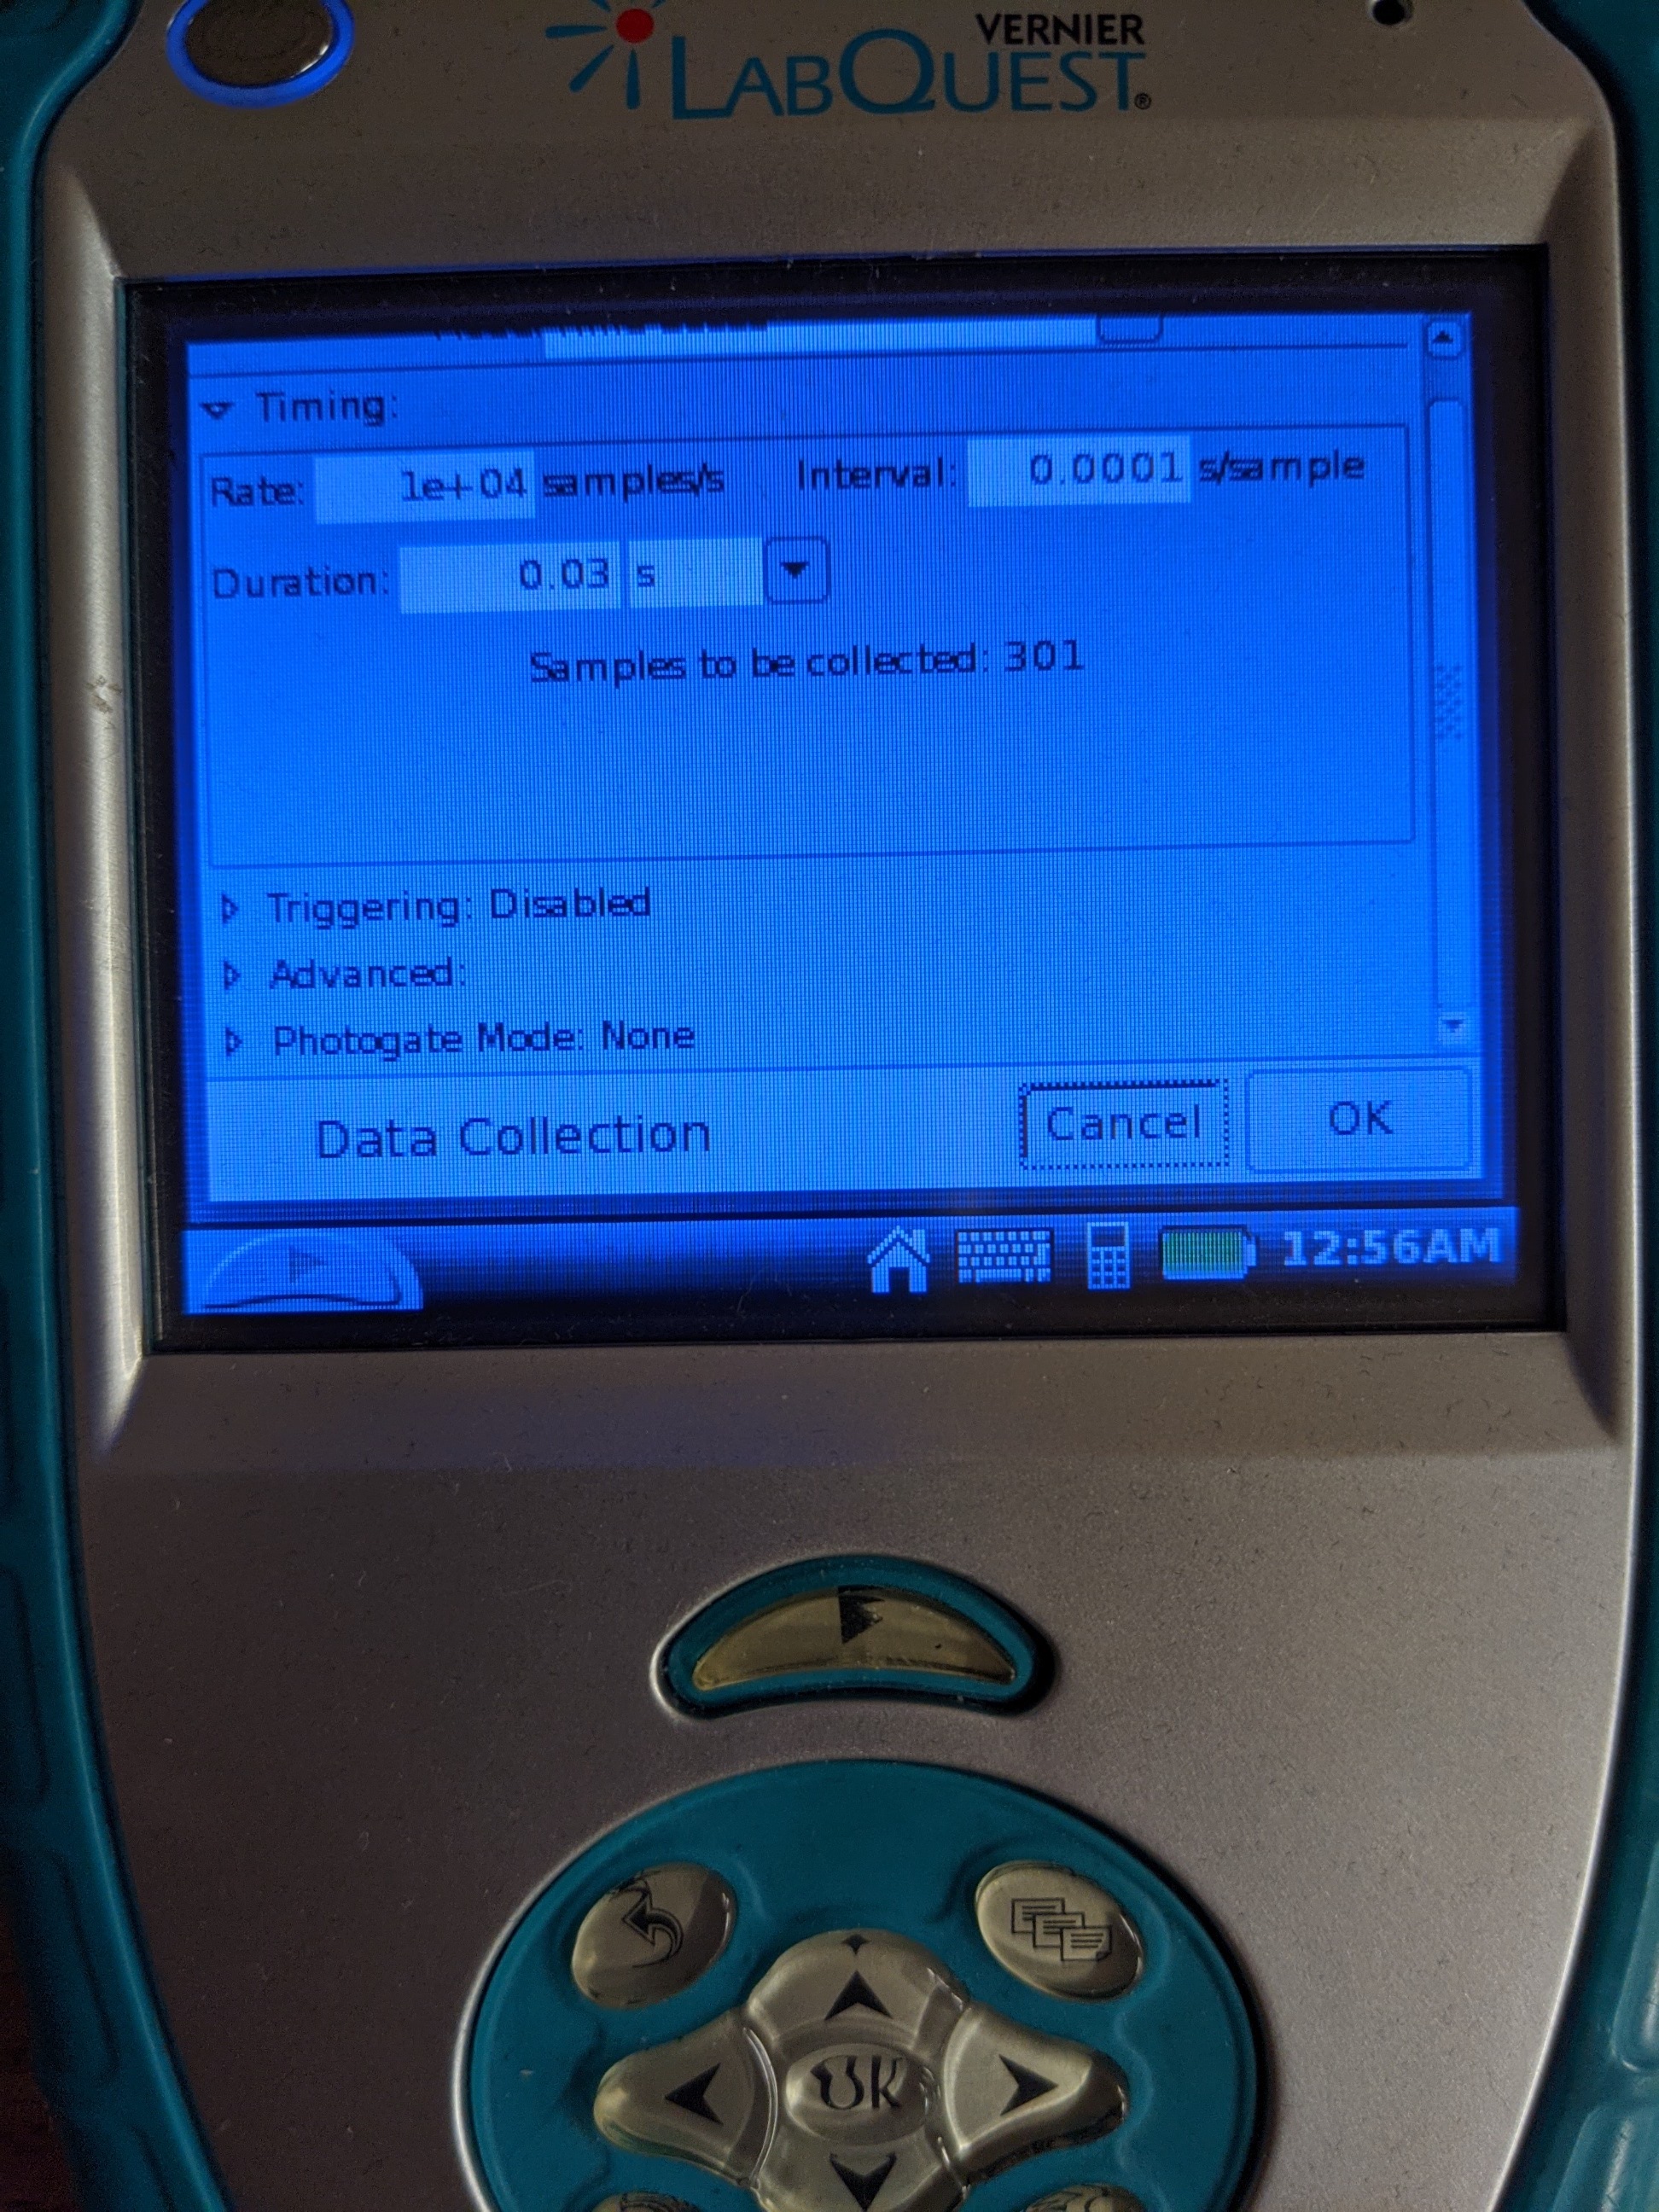 VERNIER
LABQUEST®
Timing:
Rate: 1e+04 samples/s Interval: 0.0001 s/sample
Duration: 0.03 s
Samples to be collected: 301
Triggering: Disabled
Advanced:
Photogate Mode: None
Data Collection Cancel OK
12:56AM
OK